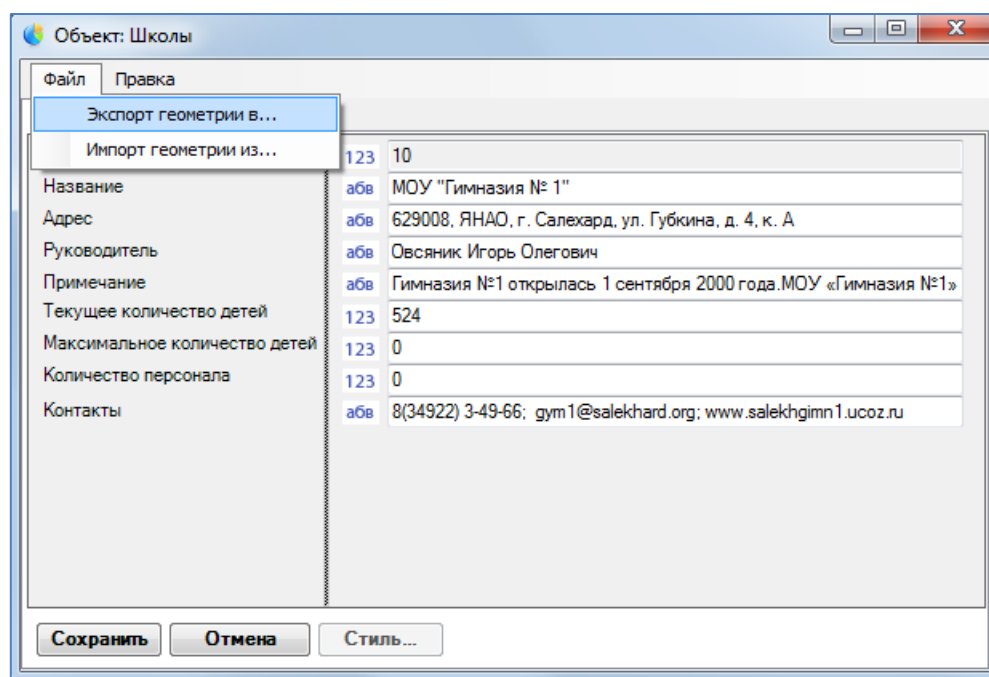 Объект: Школы
Файл Правка
Экспорт геометрии в...
Импорт геометрии из...
123 10
Название абв МОУ "Гимназия № 1"
Адрес абв 629008, ЯНАО, г. Салехард, ул. Губкина, д. 4, к. А
Руководитель абв Овсяник Игорь Олегович
Примечание абв Гимназия №1 открылась 1 сентября 2000 года.МОУ «Гимназия №1»
Текущее количество детей 123 524
Максимальное количество детей 123 0
Количество персонала 123 0
Контакты абв 8(34922) 3-49-66; gym1@salekhard.org; www.salekhgimn1.ucoz.ru
Сохранить Отмена Стиль...